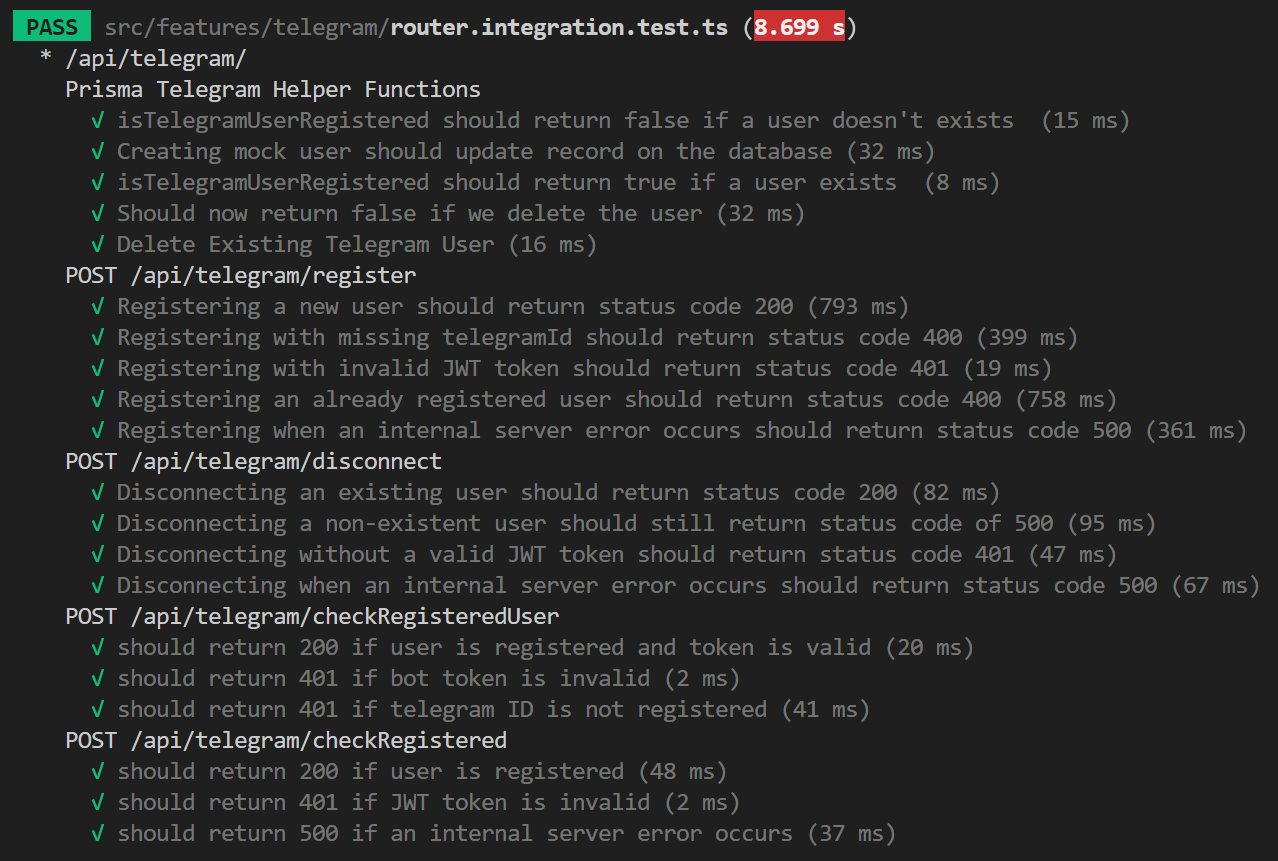 PASS src/features/telegram/router.integration.test.ts (8.699 s)
* /api/telegram/
Prisma Telegram Helper Functions
√ isTelegramUserRegistered should return false if a user doesn't exists (15 ms)
√ Creating mock user should update record on the database (32 ms)
√ isTelegramUserRegistered should return true if a user exists (8 ms)
√ Should now return false if we delete the user (32 ms)
√ Delete Existing Telegram User (16 ms)
POST /api/telegram/register
√ Registering a new user should return status code 200 (793 ms)
√ Registering with missing telegramId should return status code 400 (399 ms)
√ Registering with invalid JWT token should return status code 401 (19 ms)
√ Registering an already registered user should return status code 400 (758 ms)
√ Registering when an internal server error occurs should return status code 500 (361 ms)
POST /api/telegram/disconnect
√ Disconnecting an existing user should return status code 200 (82 ms)
√ Disconnecting a non-existent user should still return status code of 500 (95 ms)
√ Disconnecting without a valid JWT token should return status code 401 (47 ms)
√ Disconnecting when an internal server error occurs should return status code 500 (67 ms)
POST /api/telegram/checkRegisteredUser
√ should return 200 if user is registered and token is valid (20 ms)
√ should return 401 if bot token is invalid (2 ms)
√ should return 401 if telegram ID is not registered (41 ms)
POST /api/telegram/checkRegistered
√ should return 200 if user is registered (48 ms)
√ should return 401 if JWT token is invalid (2 ms)
√ should return 500 if an internal server error occurs (37 ms)